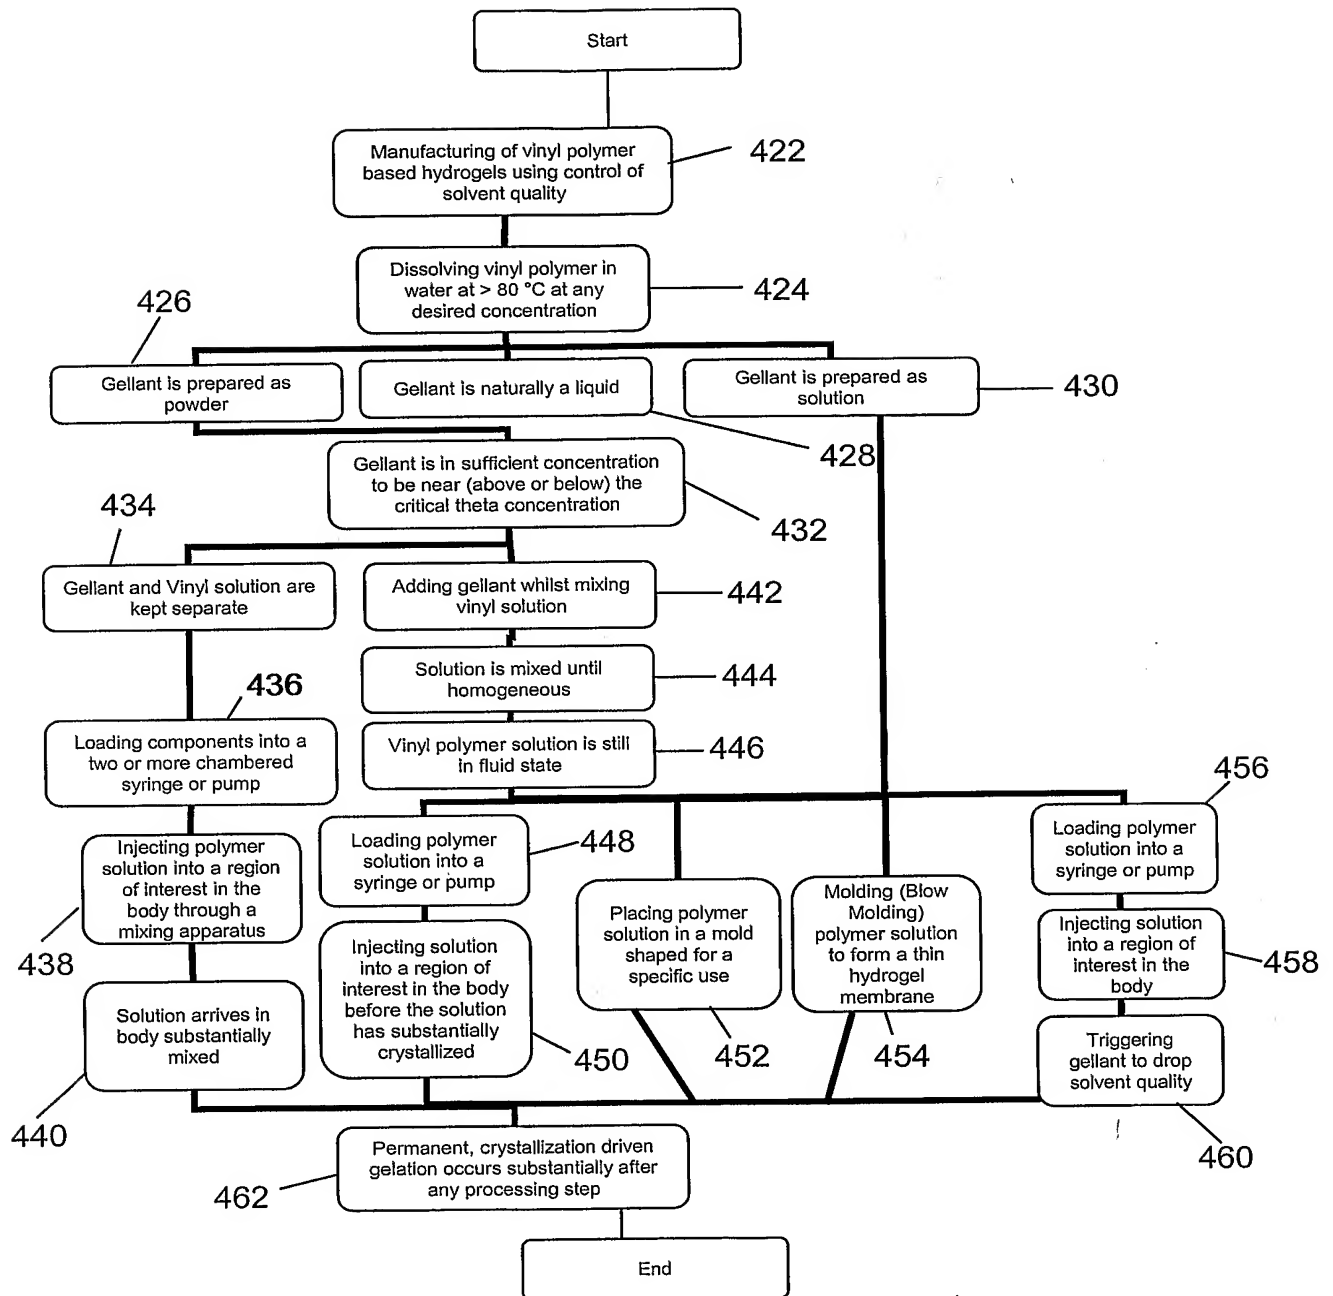 Start
Manufacturing of vinyl polymer
based hydrogels using control of
solvent quality
422
Dissolving vinyl polymer in
water at > 80 °C at any
desired concentration
424
426
Gellant is prepared as
powder
Gellant is naturally a liquid
428
Gellant is prepared as
solution
430
Gellant is in sufficient concentration
to be near (above or below) the
critical theta concentration
432
434
Gellant and Vinyl solution are
kept separate
Adding gellant whilst mixing
vinyl solution
442
Solution is mixed until
homogeneous
444
436
Loading components into a
two or more chambered
syringe or pump
Vinyl polymer solution is still
in fluid state
446
456
Loading polymer
solution into a
syringe or pump
Injecting polymer
solution into a region
of interest in the
body through a
mixing apparatus
438
Loading polymer
solution into a
syringe or pump
448
Placing polymer
solution in a mold
shaped for a
specific use
452
Molding (Blow
Molding)
polymer solution
to form a thin
hydrogel
membrane
454
Injecting solution
into a region of
interest in the
body
458
Injecting solution
into a region of
interest in the body
before the solution
has substantially
crystallized
450
Solution arrives in
body substantially
mixed
440
Triggering
gellant to drop
solvent quality
460
Permanent, crystallization driven
gelation occurs substantially after
any processing step
462
End